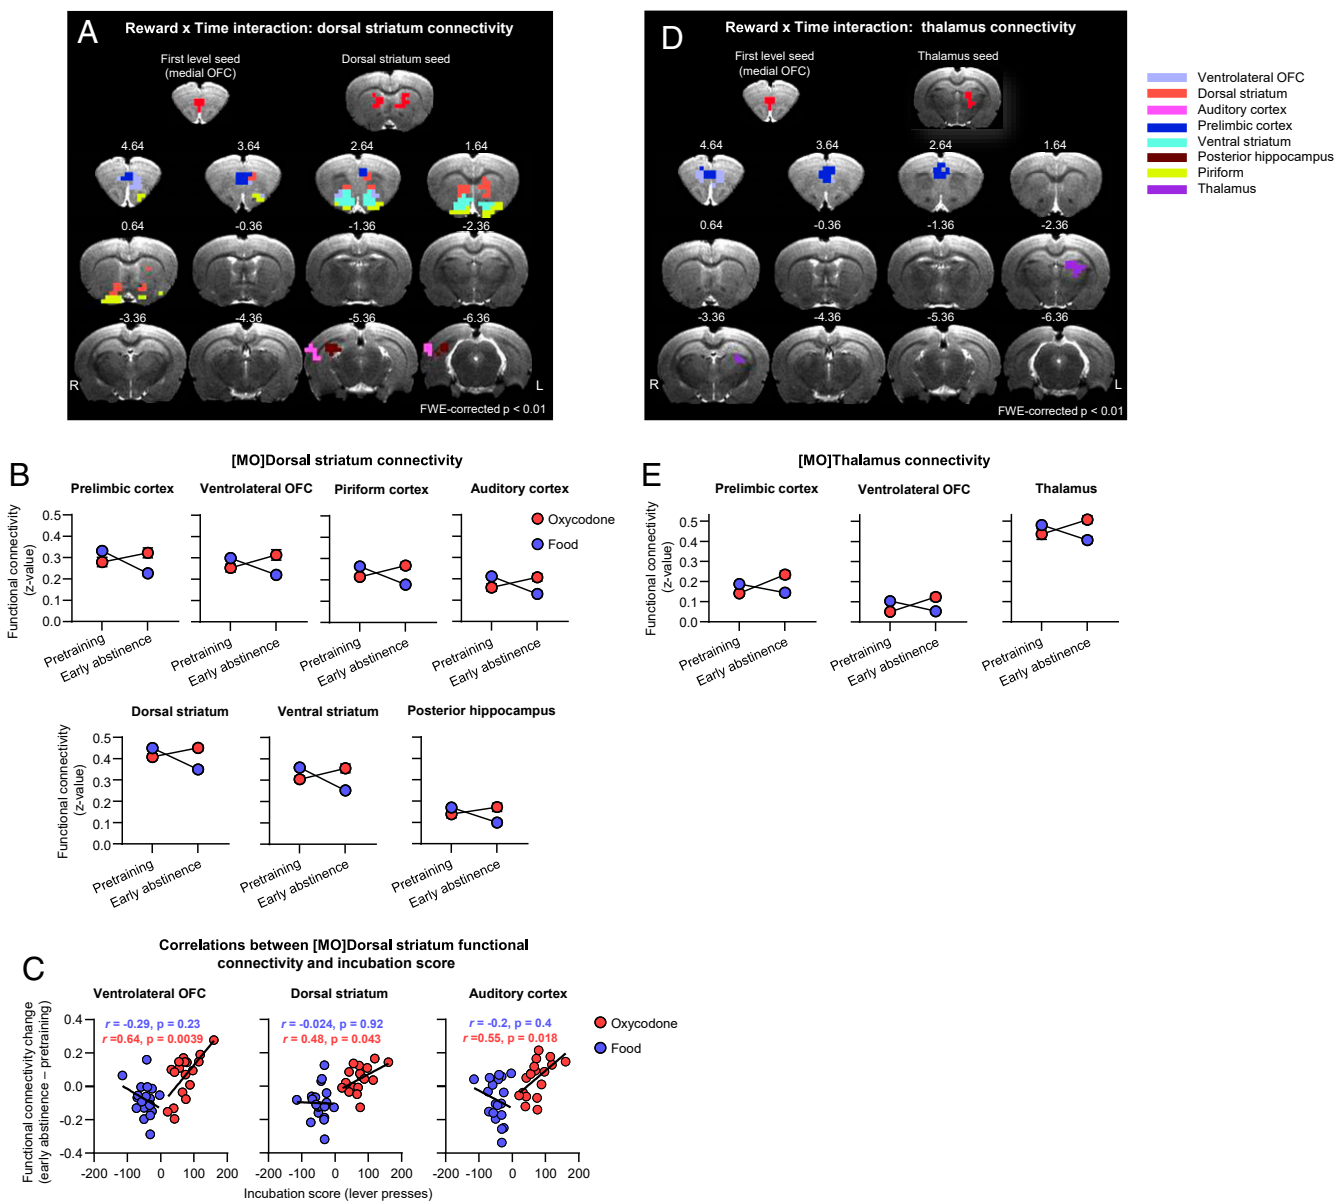 A
Reward x Time interaction: dorsal striatum connectivity
First level seed
(medial OFC)
Dorsal striatum seed
4.64
3.64
2.64
1.64
0.64
-0.36
-1.36
-2.36
-3.36
-4.36
-5.36
-6.36
R
L
FWE-corrected p < 0.01
D
Reward x Time interaction: thalamus connectivity
First level seed
(medial OFC)
Thalamus seed
4.64
3.64
2.64
1.64
0.64
-0.36
-1.36
-2.36
-3.36
-4.36
-5.36
-6.36
R
L
FWE-corrected p < 0.01
Ventrolateral OFC
Dorsal striatum
Auditory cortex
Prelimbic cortex
Ventral striatum
Posterior hippocampus
Piriform
Thalamus
B
[MO]Dorsal striatum connectivity
Prelimbic cortex
Ventrolateral OFC
Piriform cortex
Auditory cortex
Functional connectivity
(z-value)
0.5
0.4
0.3
0.2
0.1
0.0
Oxycodone
Food
Pretraining
Early abstinence
Pretraining
Early abstinence
Pretraining
Early abstinence
Pretraining
Early abstinence
Dorsal striatum
Ventral striatum
Posterior hippocampus
Functional connectivity
(z-value)
0.5
0.4
0.3
0.2
0.1
0.0
Pretraining
Early abstinence
Pretraining
Early abstinence
Pretraining
Early abstinence
E
[MO]Thalamus connectivity
Prelimbic cortex
Ventrolateral OFC
Thalamus
Functional connectivity
(z-value)
0.5
0.4
0.3
0.2
0.1
0.0
Pretraining
Early abstinence
Pretraining
Early abstinence
Pretraining
Early abstinence
C
Correlations between [MO]Dorsal striatum functional
connectivity and incubation score
Ventrolateral OFC
Dorsal striatum
Auditory cortex
Functional connectivity change
(early abstinence – pretraining)
0.4
0.2
0.0
-0.2
-0.4
r = -0.29, p = 0.23
r =0.64, p = 0.0039
r = -0.024, p = 0.92
r = 0.48, p = 0.043
r = -0.2, p = 0.4
r =0.55, p = 0.018
Oxycodone
Food
-200 -100 0 100 200
-200 -100 0 100 200
-200 -100 0 100 200
Incubation score (lever presses)